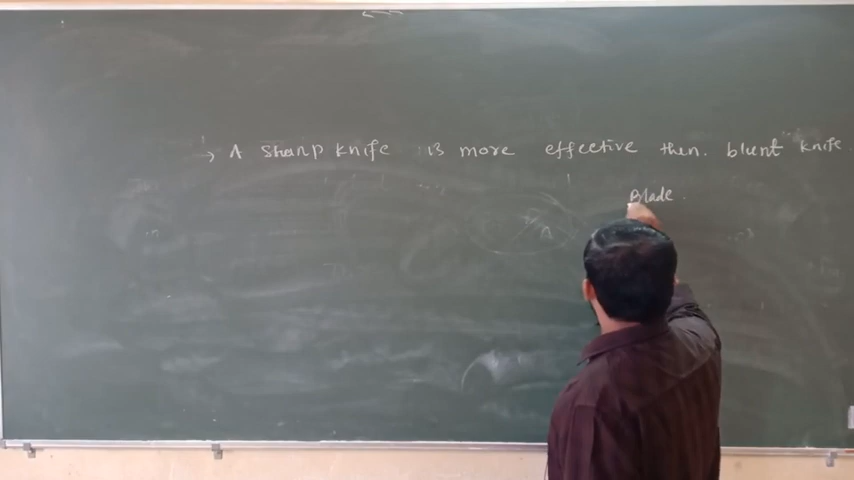 → A sharp knife is more effective then. blunt knife.
Blade.